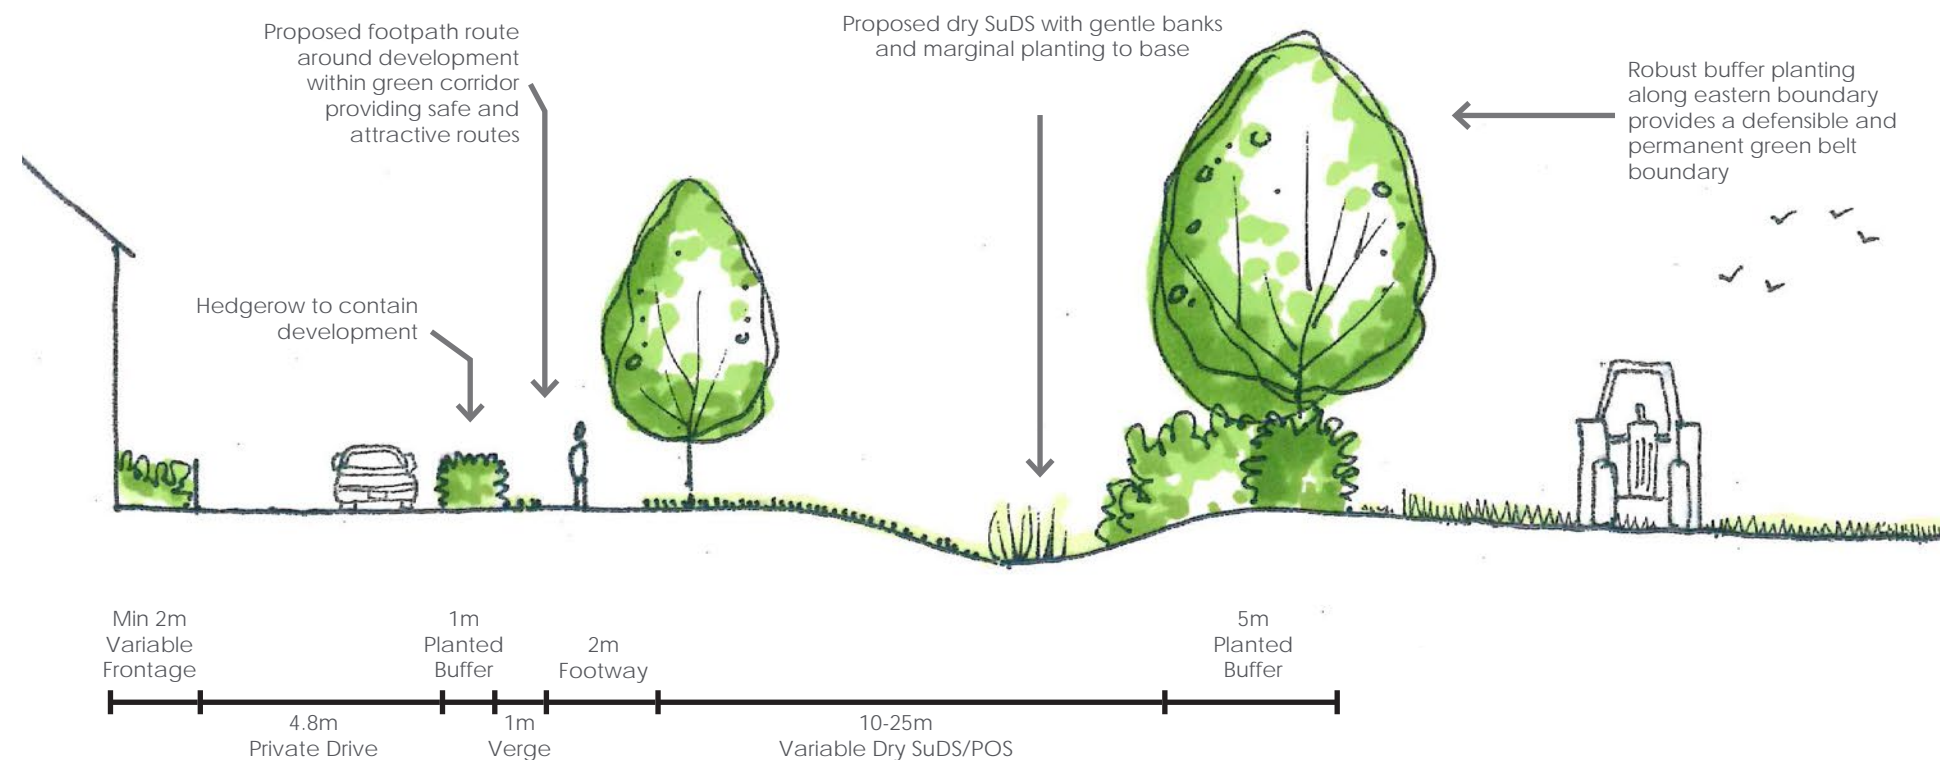 Proposed footpath route
around development
within green corridor
providing safe and
attractive routes
Proposed dry SuDS with gentle banks
and marginal planting to base
Robust buffer planting
along eastern boundary
provides a defensible and
permanent green belt
boundary
Hedgerow to contain
development
Min 2m
Variable
Frontage
4.8m
Private Drive
1m
Planted
Buffer
1m
Verge
2m
Footway
10-25m
Variable Dry SuDS/POS
5m
Planted
Buffer